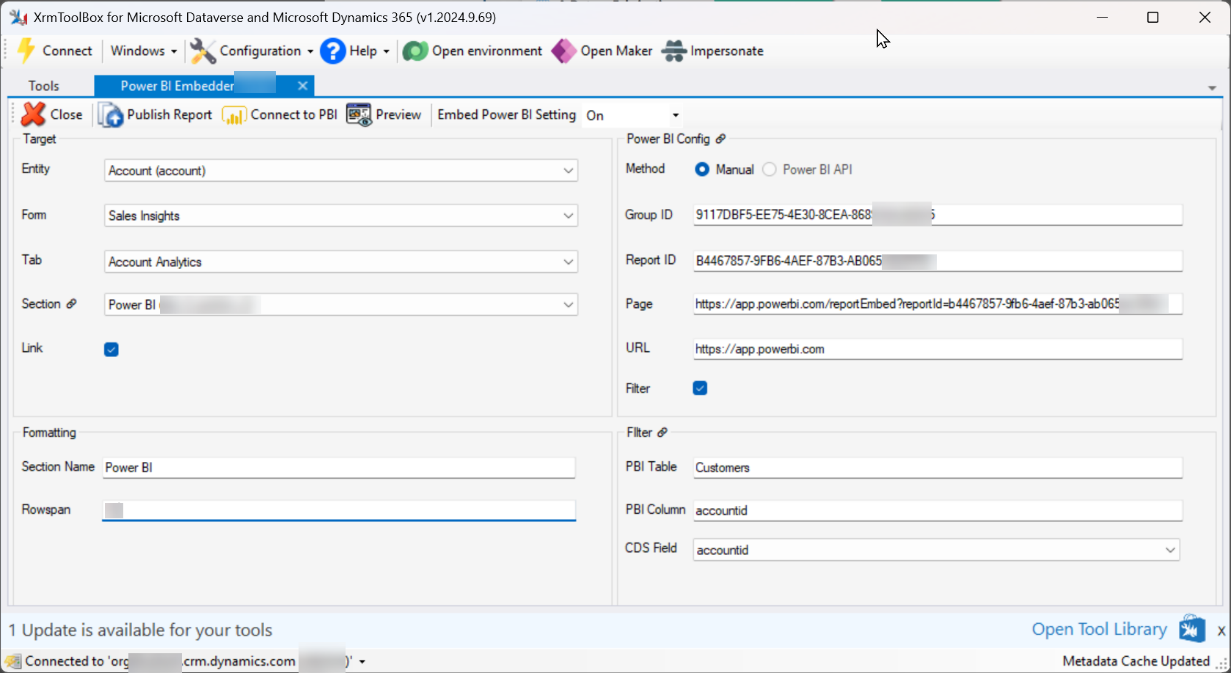 XrmToolBox for Microsoft Dataverse and Microsoft Dynamics 365 (v1.2024.9.69)
Connect Windows Configuration ? Help Open environment Open Maker Impersonate
Tools Power BI Embedder
Close Publish Report Connect to PBI Preview Embed Power BI Setting On
Target
Entity Account (account)
Form Sales Insights
Tab Account Analytics
Section Power BI
Link
Power BI Config
Method Manual Power BI API
Group ID 9117DBF5-EE75-4E30-8CEA-868
Report ID B4467857-9FB6-4AEF-87B3-AB065
Page https://app.powerbi.com/reportEmbed?reportId=b4467857-9fb6-4aef-87b3-ab065
URL https://app.powerbi.com
Filter
Formatting
Section Name Power BI
Rowspan
FIlter
PBI Table Customers
PBI Column accountid
CDS Field accountid
1 Update is available for your tools Open Tool Library x
Connected to 'org .crm.dynamics.com )' Metadata Cache Updated